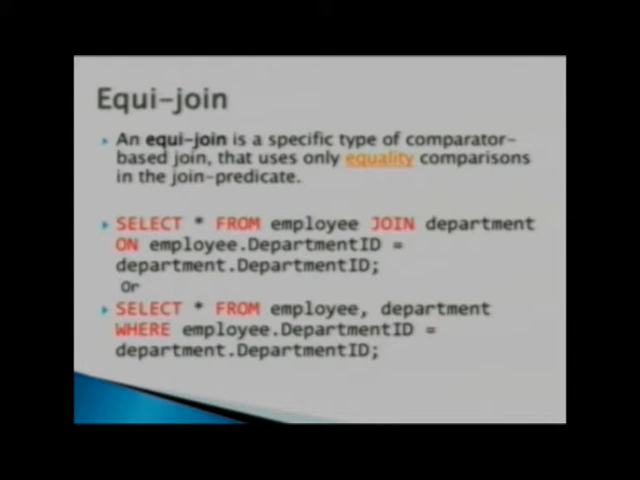 Equi-join
An equi-join is a specific type of comparator-
based join, that uses only equality comparisons
in the join-predicate.
SELECT * FROM employee JOIN department
ON employee.DepartmentID =
department.DepartmentID;
Or
SELECT * FROM employee, department
WHERE employee.DepartmentID =
department.DepartmentID;